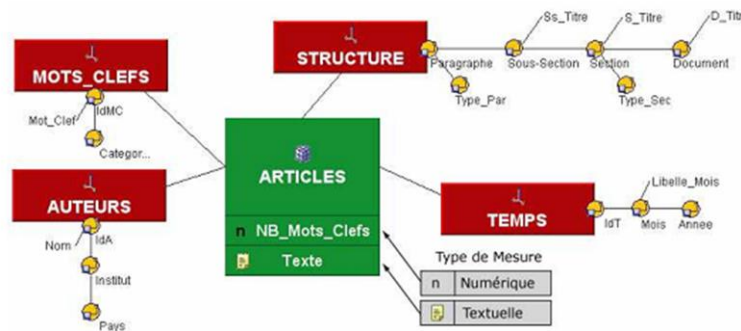 Ss_Titre
S_Titre
D_Tit
STRUCTURE
Paragraphe
Sous-Section
Section
Document
Type_Par
Type_Sec
MOTS_CLEFS
IdMC
Mot_Clef
Categor...
ARTICLES
n NB_Mots_Clefs
Texte
AUTEURS
Nom
IdA
Institut
Pays
TEMPS
Libelle_Mois
IdT
Mois
Annee
Type de Mesure
n Numérique
Textuelle